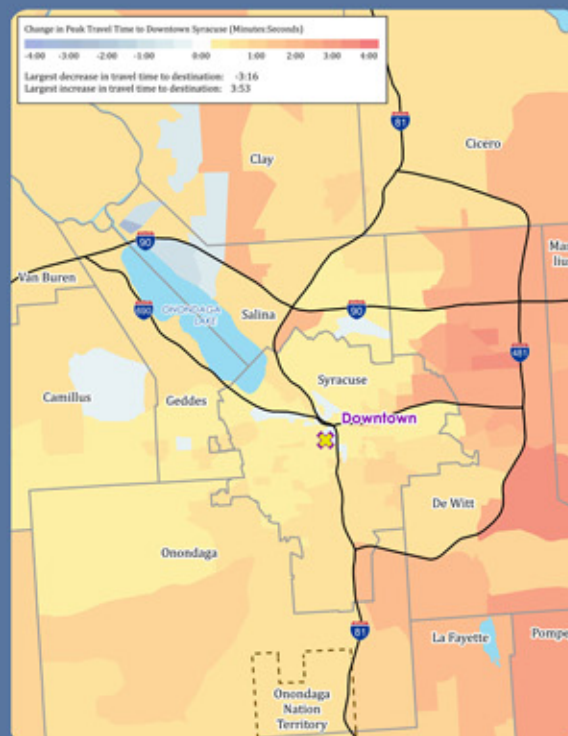 Change in Peak Travel Time to Downtown Syracuse (Minutes:Seconds)
-4:00 -3:00 -2:00 -1:00 0:00 1:00 2:00 3:00 4:00
Largest decrease in travel time to destination: -3:16
Largest increase in travel time to destination: 3:53
81
Cicero
Clay
90
Man
liu
Van Buren
690
ONONDAGA
LAKE
Salina
90
481
Syracuse
Camillus
Geddes
Downtown
De Witt
Onondaga
81
La Fayette
Pompe
Onondaga
Nation
Territory